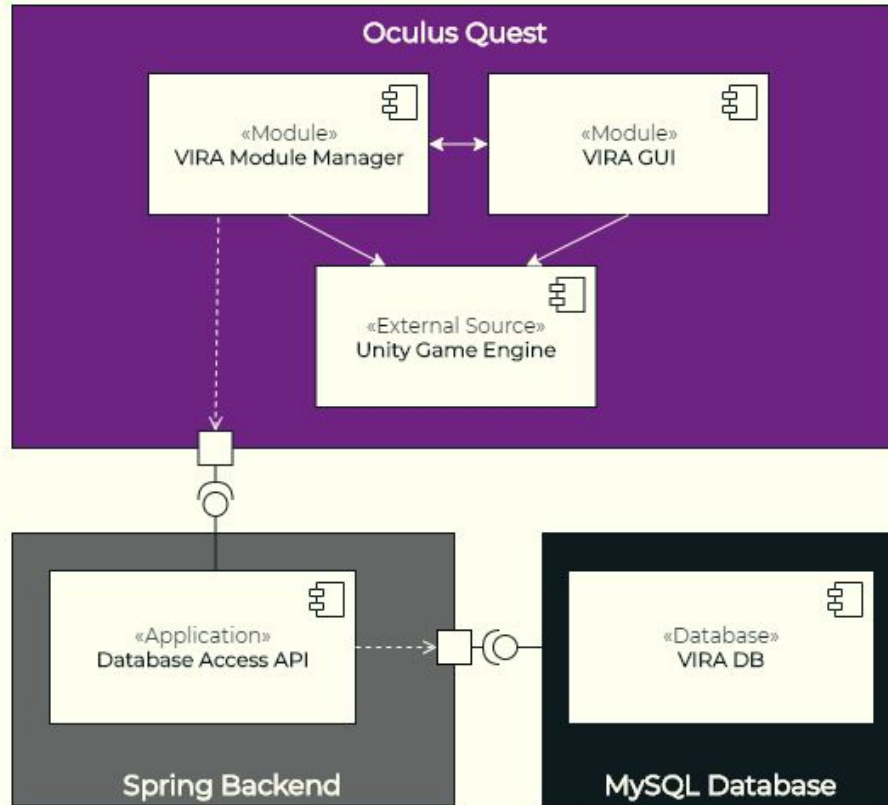 Oculus Quest
«Module»
VIRA Module Manager
«Module»
VIRA GUI
«External Source»
Unity Game Engine
«Application»
Database Access API
«Database»
VIRA DB
Spring Backend
MySQL Database